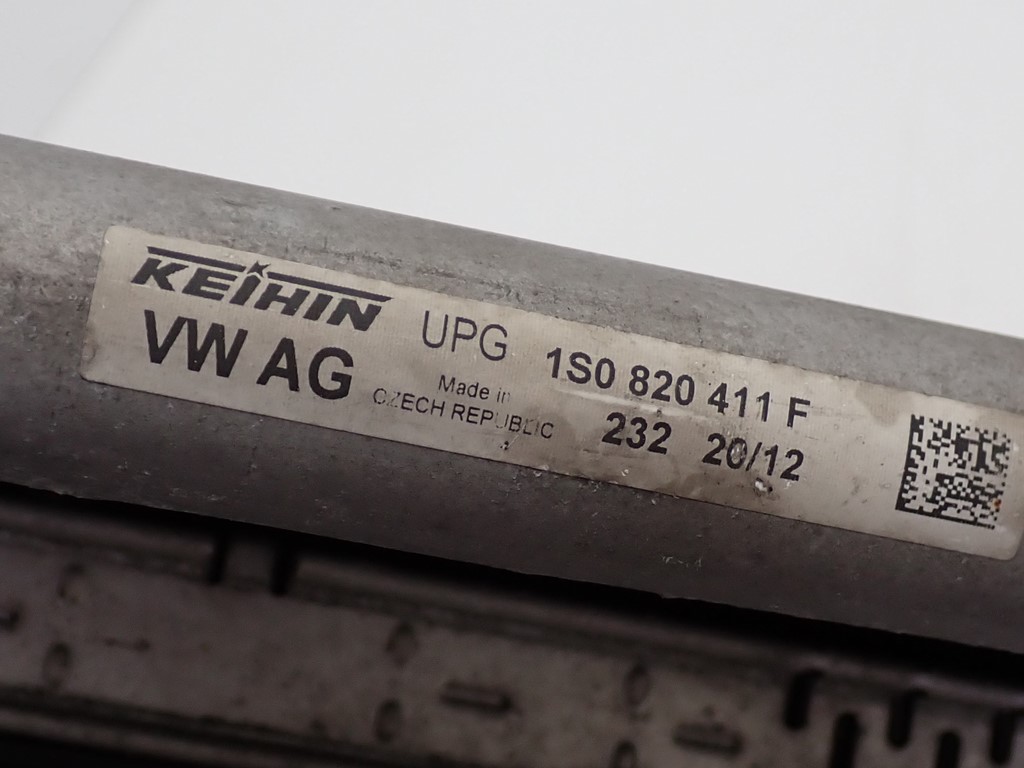 KEIHIN
VW AG
UPG 1S0 820 411 F
Made in
CZECH REPUBLIC
232 20/12